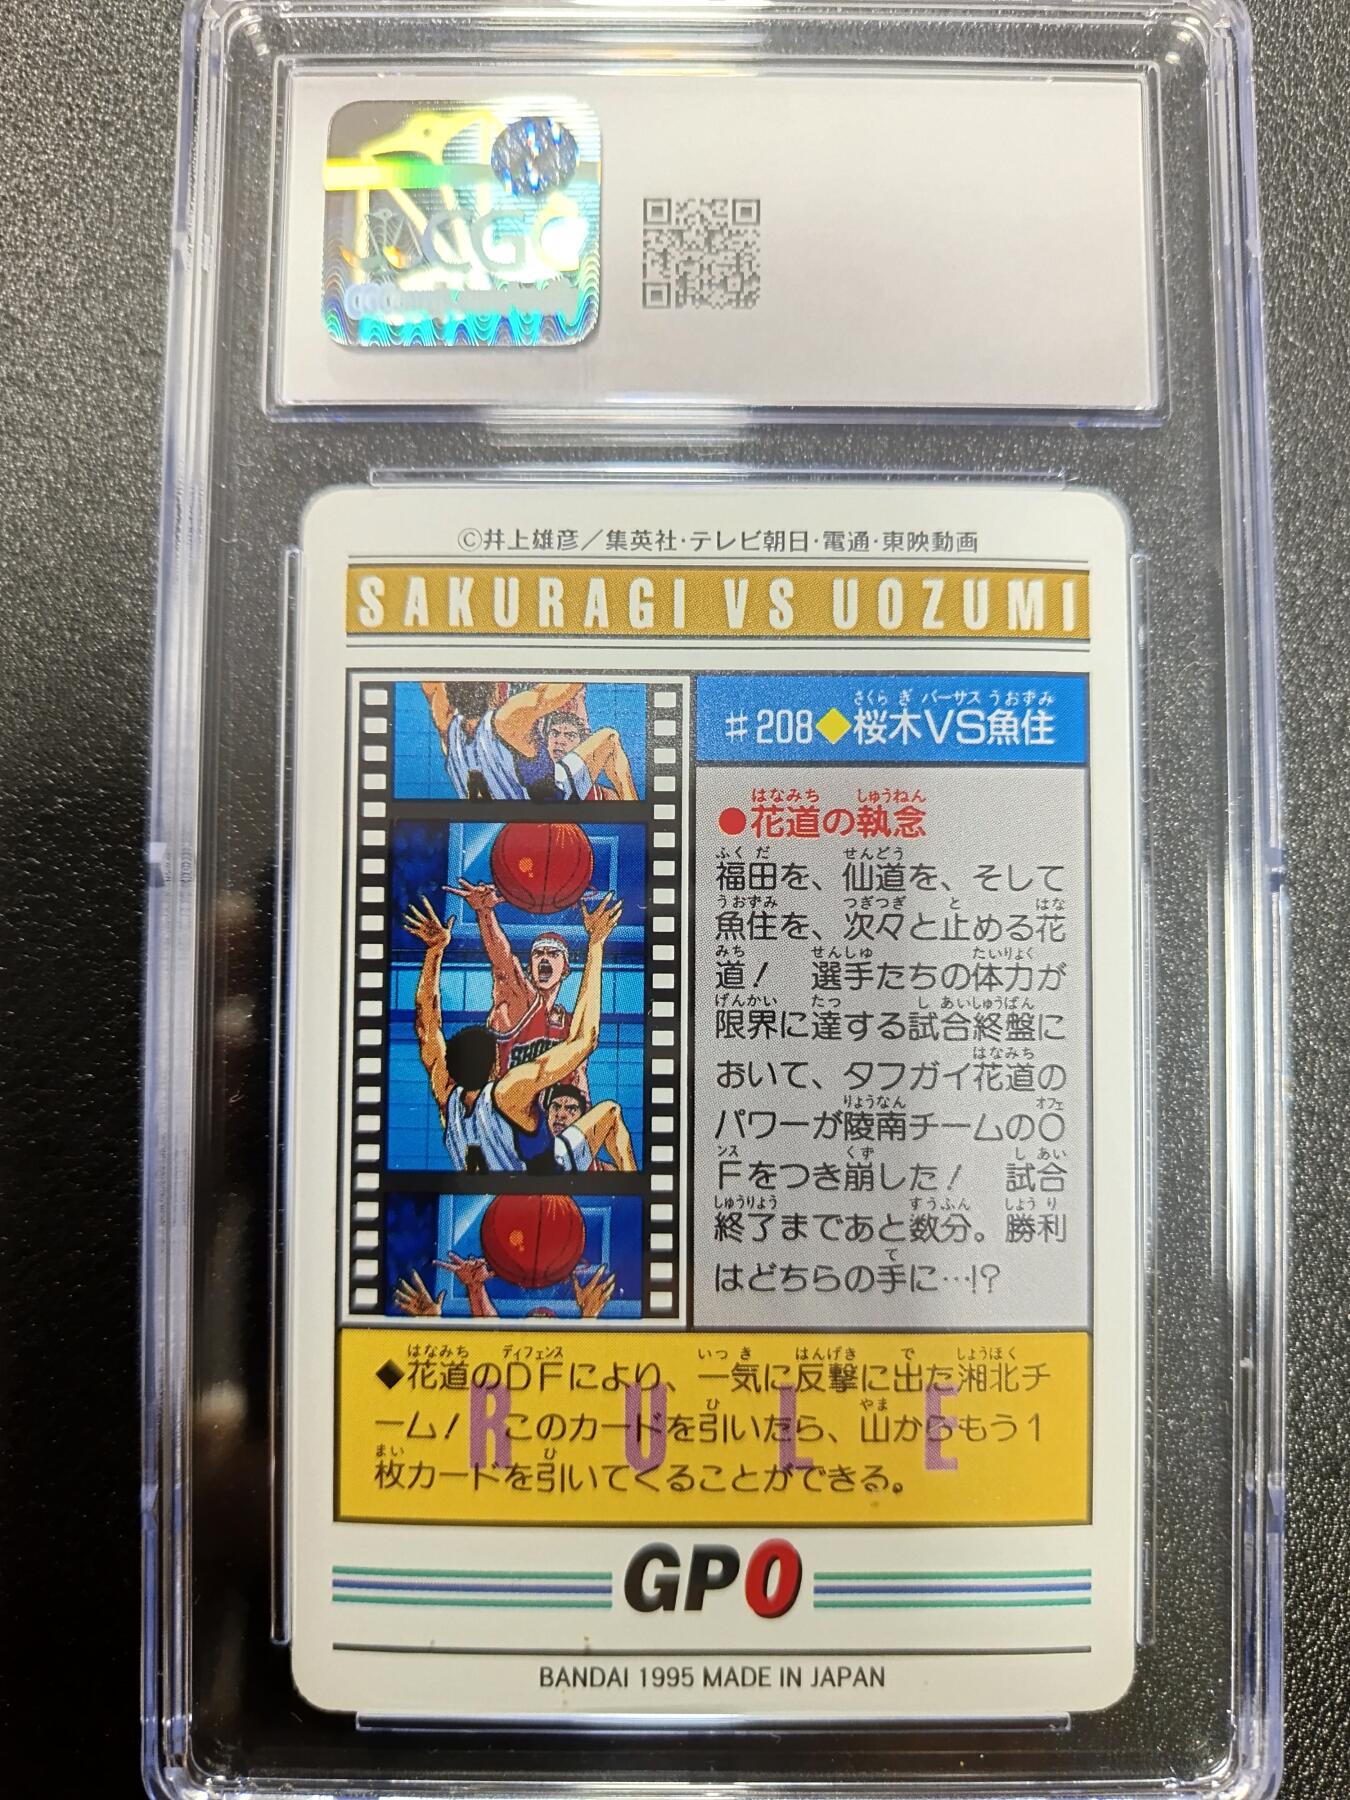 CGC
©井上雄彦／集英社・テレビ朝日・電通・東映動画
SAKURAGI VS UOZUMI
さくらぎ バーサス うおずみ
#208◆桜木VS魚住
はなみち しゅうねん
●花道の執念
ふくだ せんどう
福田を、仙道を、そして
うおずみ つぎつぎ と はな
魚住を、次々と止める花
みち せんしゅ たいりょく
道！ 選手たちの体力が
げんかい たっ しあいしゅうばん
限界に達する試合終盤に
はなみち
おいて、タフガイ花道の
りょうなん オフェ
パワーが陵南チームのO
ンス くず しあい
Fをつき崩した！ 試合
しゅうりょう すうふん しょうり
終了まであと数分。勝利
て
はどちらの手に…!?
はなみち ディフェンス いっき はんげき で しょうほく
◆花道のDFにより、一気に反撃に出た湘北チ
ひ やま
ーム！ このカードを引いたら、山からもう1
まい ひ
枚カードを引いてくることができる。
RULE
GP0
BANDAI 1995 MADE IN JAPAN